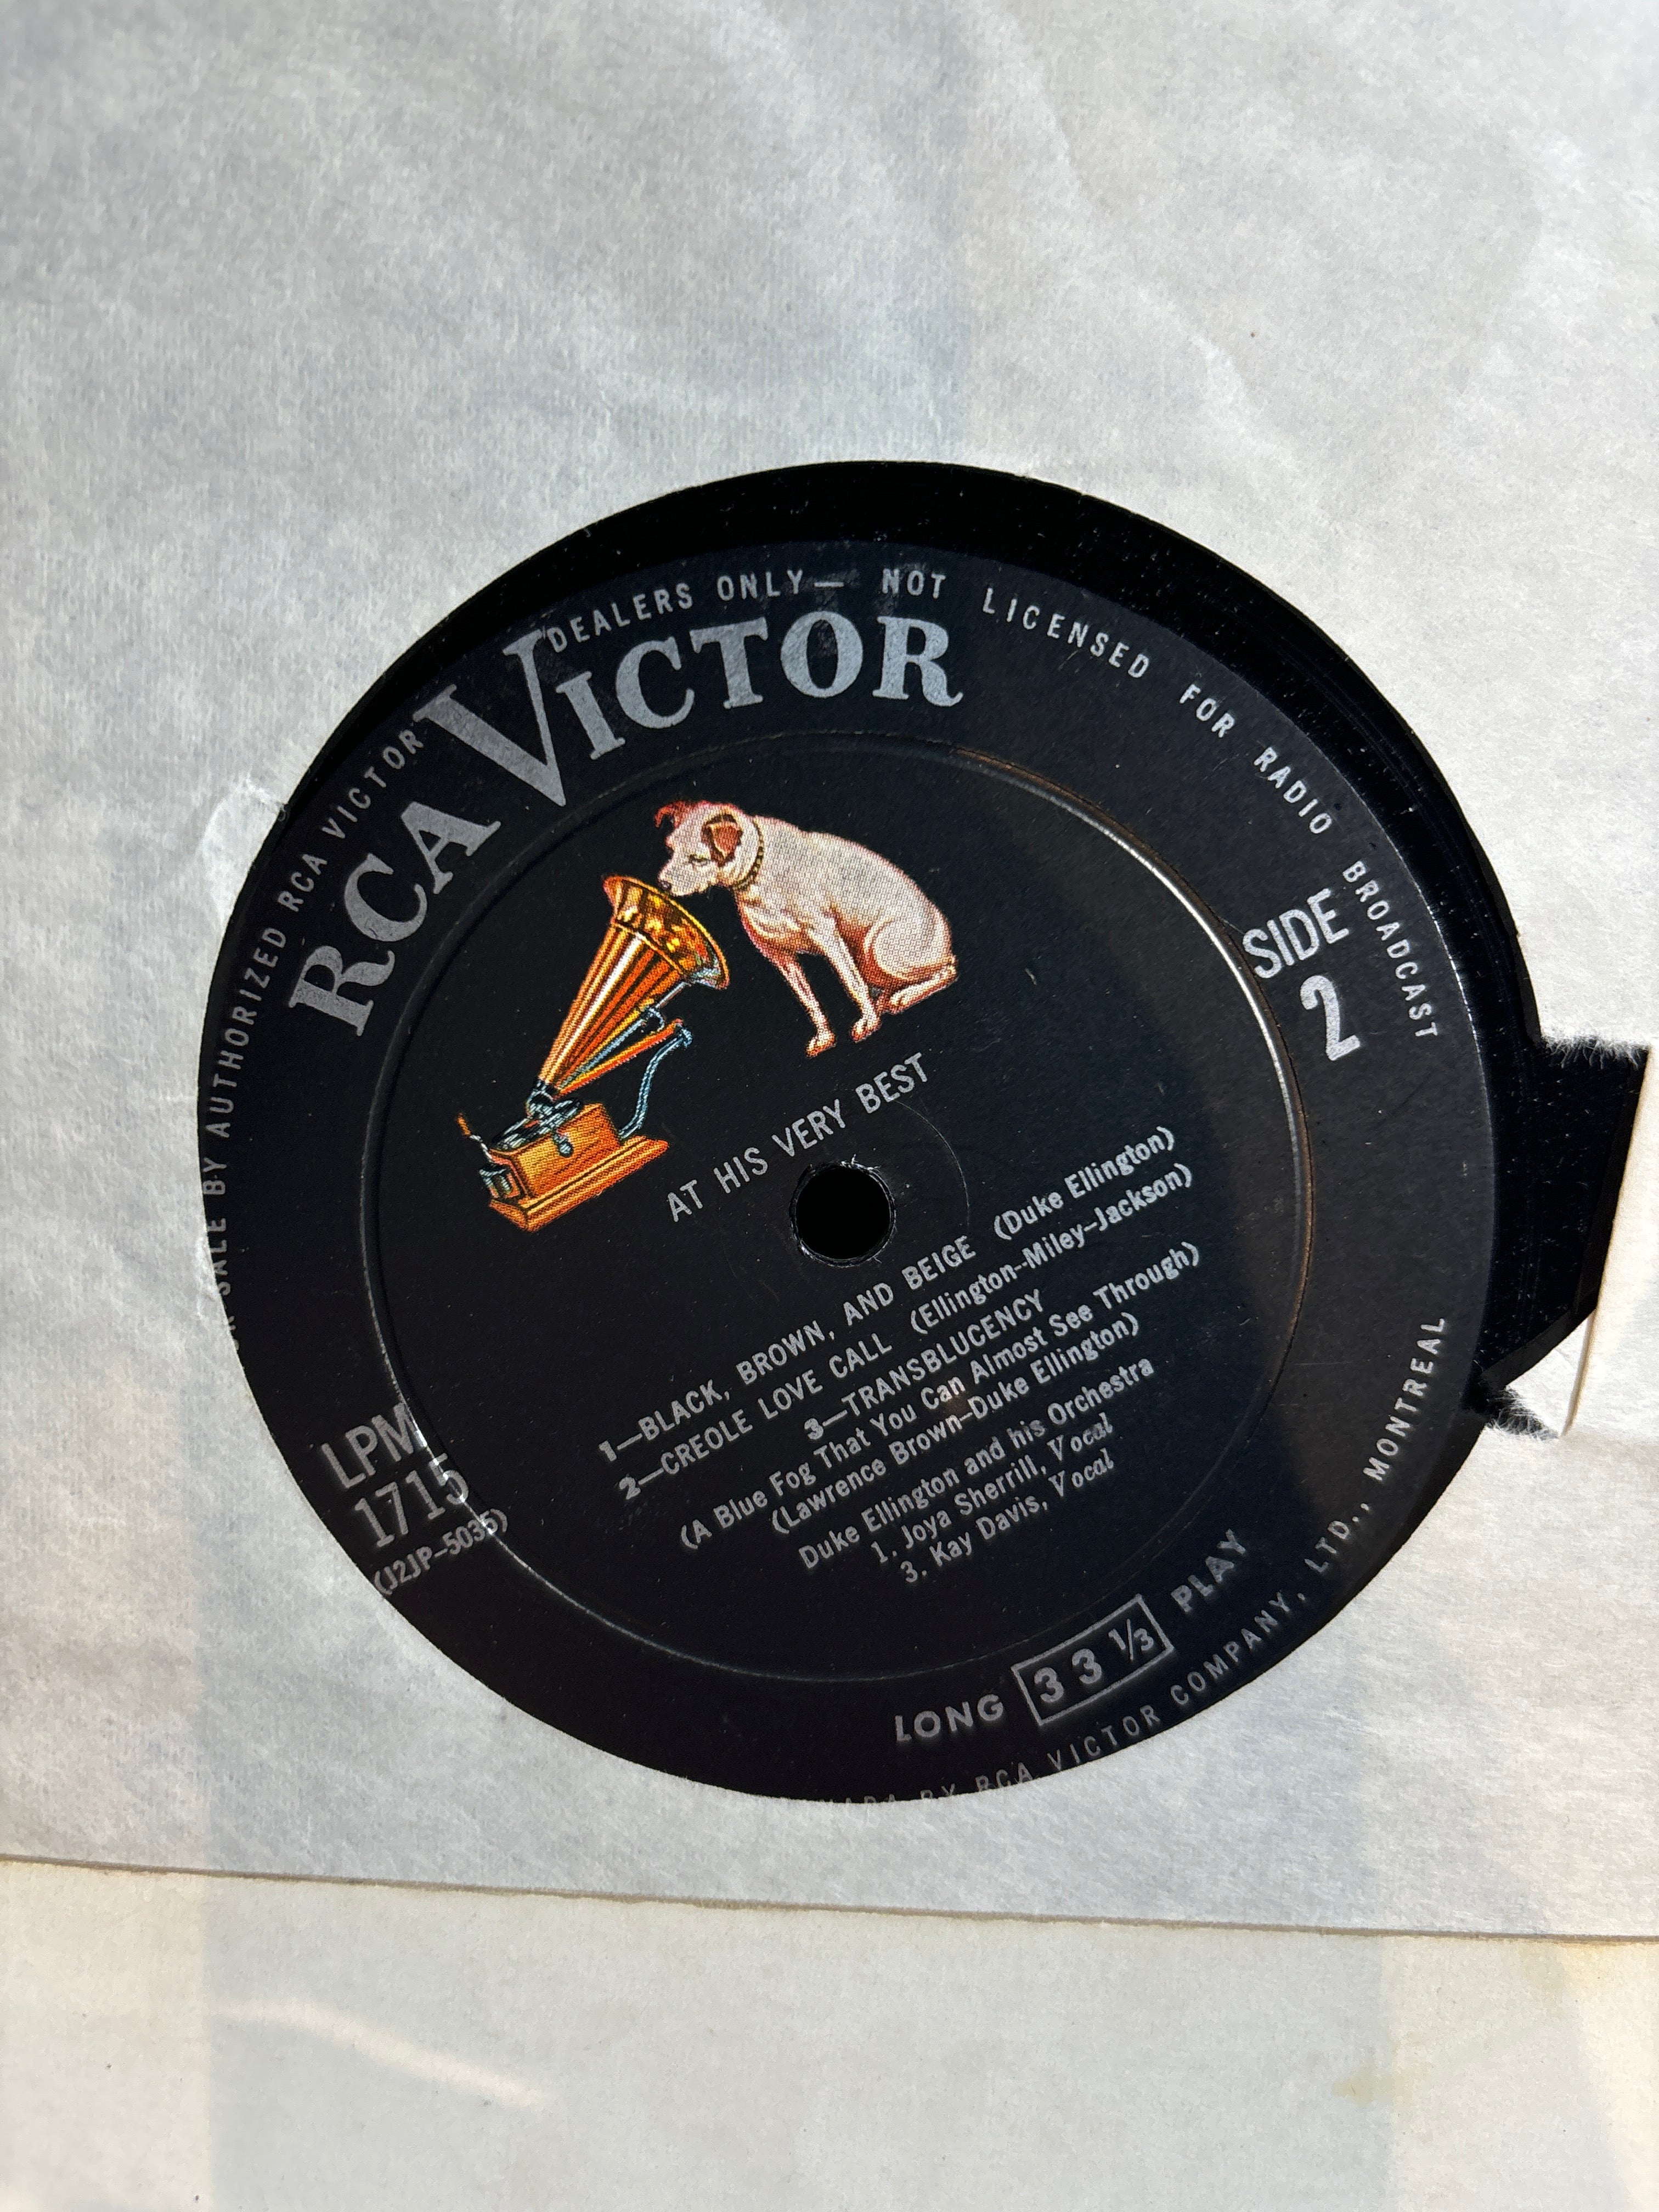 SALE BY AUTHORIZED RCA VICTOR DEALERS ONLY — NOT LICENSED FOR RADIO BROADCAST
RCA VICTOR
SIDE
2
AT HIS VERY BEST
1—BLACK, BROWN, AND BEIGE (Duke Ellington)
2—CREOLE LOVE CALL (Ellington-Miley-Jackson)
3—TRANSBLUCENCY
(A Blue Fog That You Can Almost See Through)
(Lawrence Brown-Duke Ellington)
Duke Ellington and his Orchestra
1. Joya Sherrill, Vocal
3. Kay Davis, Vocal
LPM
1715
(J2JP-5035)
LONG 33 1/3 PLAY
BY RCA VICTOR COMPANY, LTD., MONTREAL